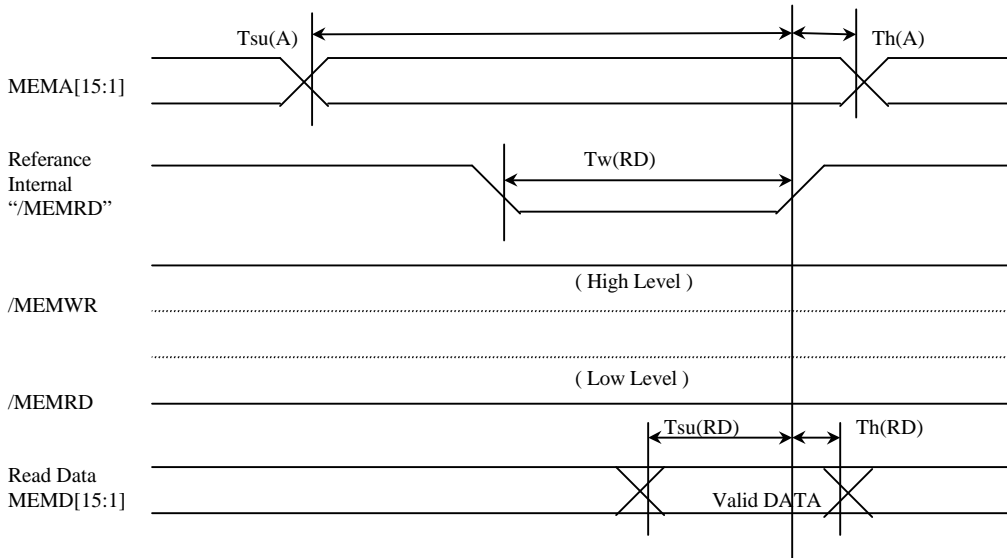 Tsu(A)
Th(A)
MEMA[15:1]
Referance
Internal
“/MEMRD”
Tw(RD)
( High Level )
/MEMWR
( Low Level )
/MEMRD
Tsu(RD)
Th(RD)
Read Data
MEMD[15:1]
Valid DATA